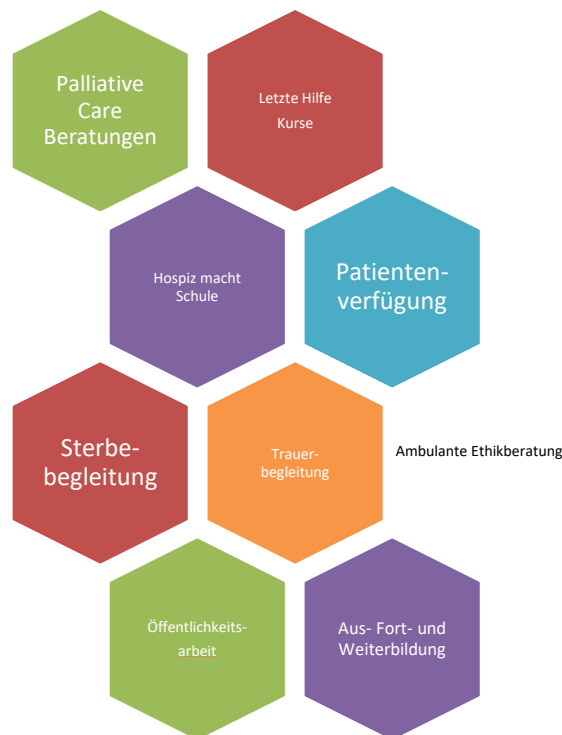 Palliative
Care
Beratungen
Letzte Hilfe
Kurse
Hospiz macht
Schule
Patienten-
verfügung
Sterbe-
begleitung
Trauer-
begleitung
Ambulante Ethikberatung
Öffentlichkeits-
arbeit
Aus- Fort- und
Weiterbildung